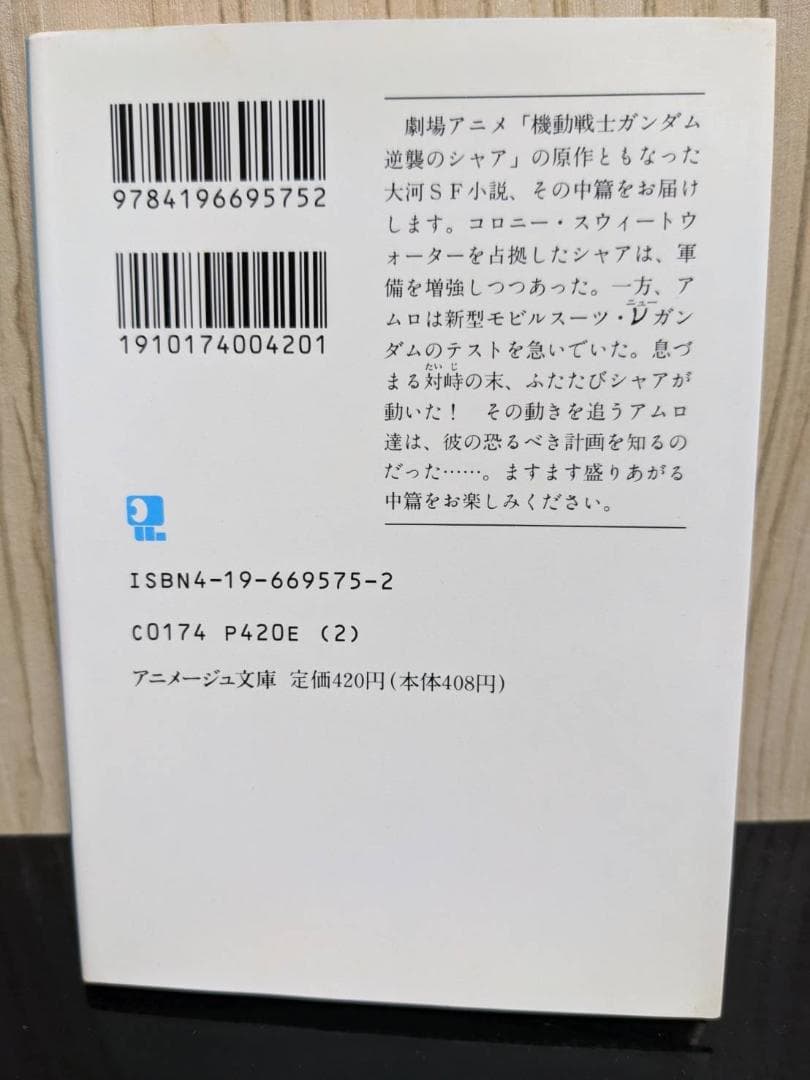 9784196695752
1910174004201
劇場アニメ「機動戦士ガンダム
逆襲のシャア」の原作ともなった
大河ＳＦ小説、その中篇をお届け
します。コロニー・スウィートウ
ォーターを占拠したシャアは、軍
備を増強しつつあった。一方、ア
ニュー
ムロは新型モビルスーツ・νガン
ダムのテストを急いでいた。息づ
たいじ
まる対峙の末、ふたたびシャアが
動いた！　その動きを追うアムロ
達は、彼の恐るべき計画を知るの
だった……。ますます盛りあがる
中篇をお楽しみください。
ISBN4-19-669575-2
C0174 P420E (2)
アニメージュ文庫 定価420円(本体408円)